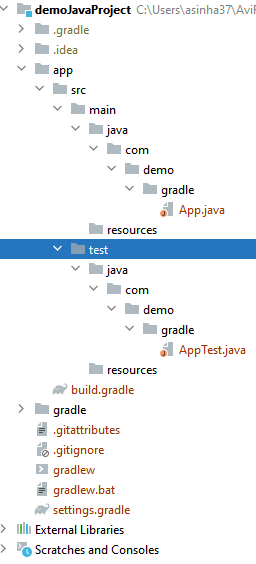 demoJavaProject C:\Users\asinha37\AviF
.gradle
.idea
app
src
main
java
com
demo
gradle
App.java
resources
test
java
com
demo
gradle
AppTest.java
resources
build.gradle
gradle
.gitattributes
.gitignore
gradlew
gradlew.bat
settings.gradle
External Libraries
Scratches and Consoles